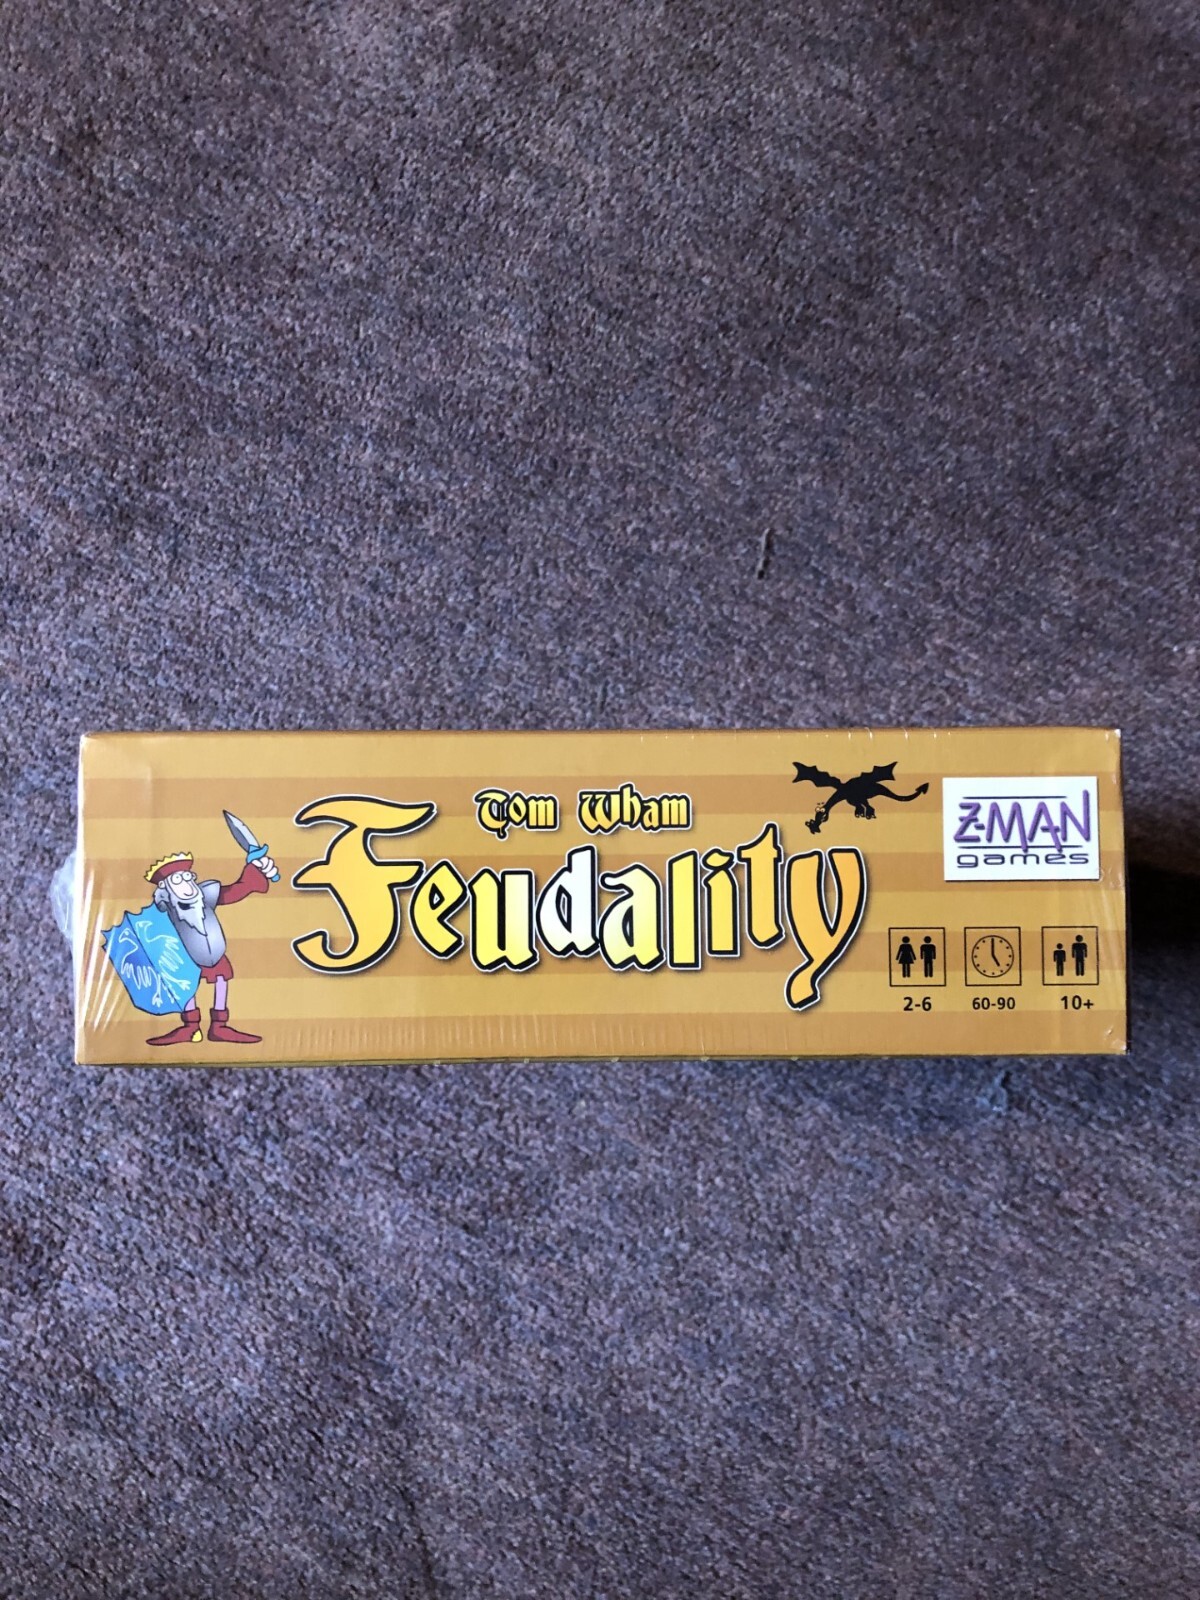 Tom Wham
Feudality
Z-MAN
games
2-6
60-90
10+